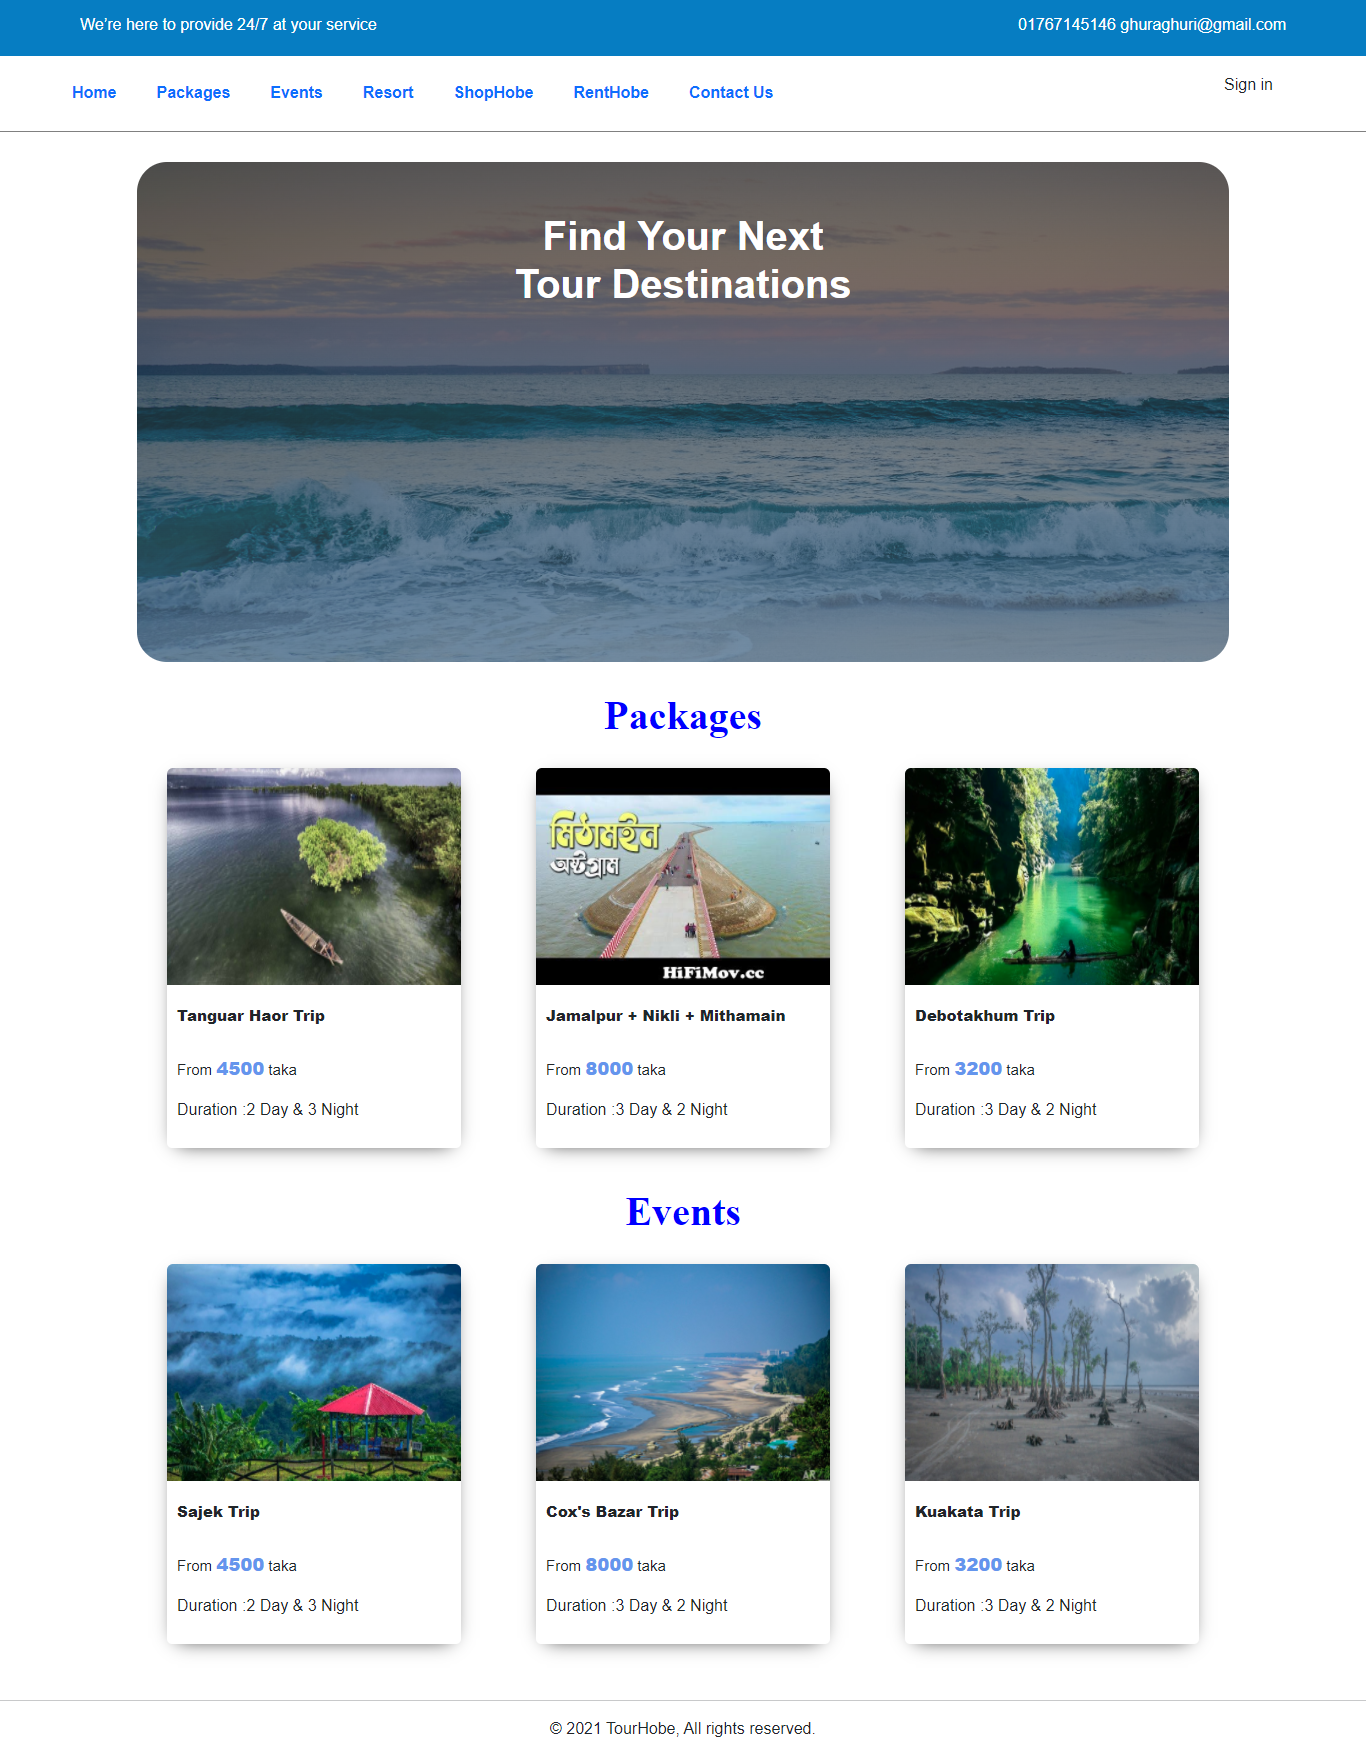 We're here to provide 24/7 at your service
01767145146 ghuraghuri@gmail.com
Home Packages Events Resort ShopHobe RentHobe Contact Us
Sign in
Find Your Next
Tour Destinations
Packages
মিঠামইন
অষ্টগ্রাম
HiFiMov.cc
Tanguar Haor Trip
From 4500 taka
Duration :2 Day & 3 Night
Jamalpur + Nikli + Mithamain
From 8000 taka
Duration :3 Day & 2 Night
Debotakhum Trip
From 3200 taka
Duration :3 Day & 2 Night
Events
AR
Sajek Trip
From 4500 taka
Duration :2 Day & 3 Night
Cox's Bazar Trip
From 8000 taka
Duration :3 Day & 2 Night
Kuakata Trip
From 3200 taka
Duration :3 Day & 2 Night
© 2021 TourHobe, All rights reserved.